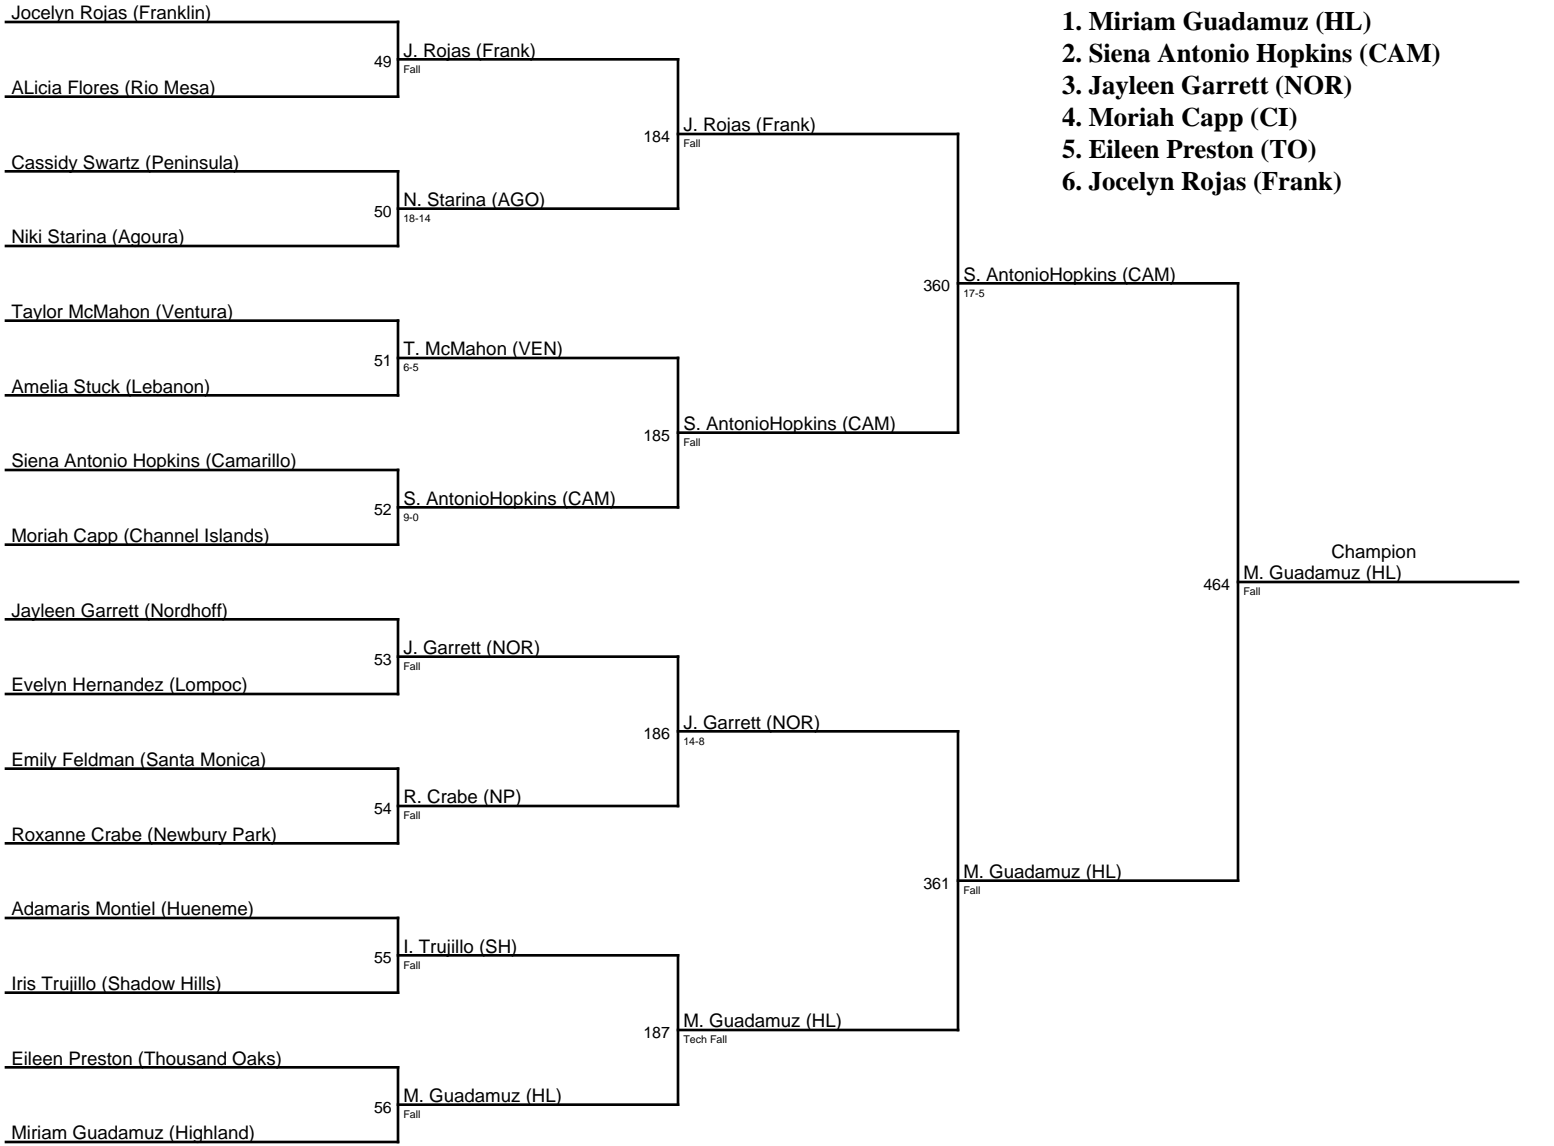 Jocelyn Rojas (Franklin)
49
J. Rojas (Frank)
Fall
ALicia Flores (Rio Mesa)
184
J. Rojas (Frank)
Fall
Cassidy Swartz (Peninsula)
50
N. Starina (AGO)
18-14
Niki Starina (Agoura)
360
S. AntonioHopkins (CAM)
17-5
Taylor McMahon (Ventura)
51
T. McMahon (VEN)
6-5
Amelia Stuck (Lebanon)
185
S. AntonioHopkins (CAM)
Fall
Siena Antonio Hopkins (Camarillo)
52
S. AntonioHopkins (CAM)
9-0
Moriah Capp (Channel Islands)
464
Champion
M. Guadamuz (HL)
Fall
Jayleen Garrett (Nordhoff)
53
J. Garrett (NOR)
Fall
Evelyn Hernandez (Lompoc)
186
J. Garrett (NOR)
14-8
Emily Feldman (Santa Monica)
54
R. Crabe (NP)
Fall
Roxanne Crabe (Newbury Park)
361
M. Guadamuz (HL)
Fall
Adamaris Montiel (Hueneme)
55
I. Trujillo (SH)
Fall
Iris Trujillo (Shadow Hills)
187
M. Guadamuz (HL)
Tech Fall
Eileen Preston (Thousand Oaks)
56
M. Guadamuz (HL)
Fall
Miriam Guadamuz (Highland)
1. Miriam Guadamuz (HL)
2. Siena Antonio Hopkins (CAM)
3. Jayleen Garrett (NOR)
4. Moriah Capp (CI)
5. Eileen Preston (TO)
6. Jocelyn Rojas (Frank)